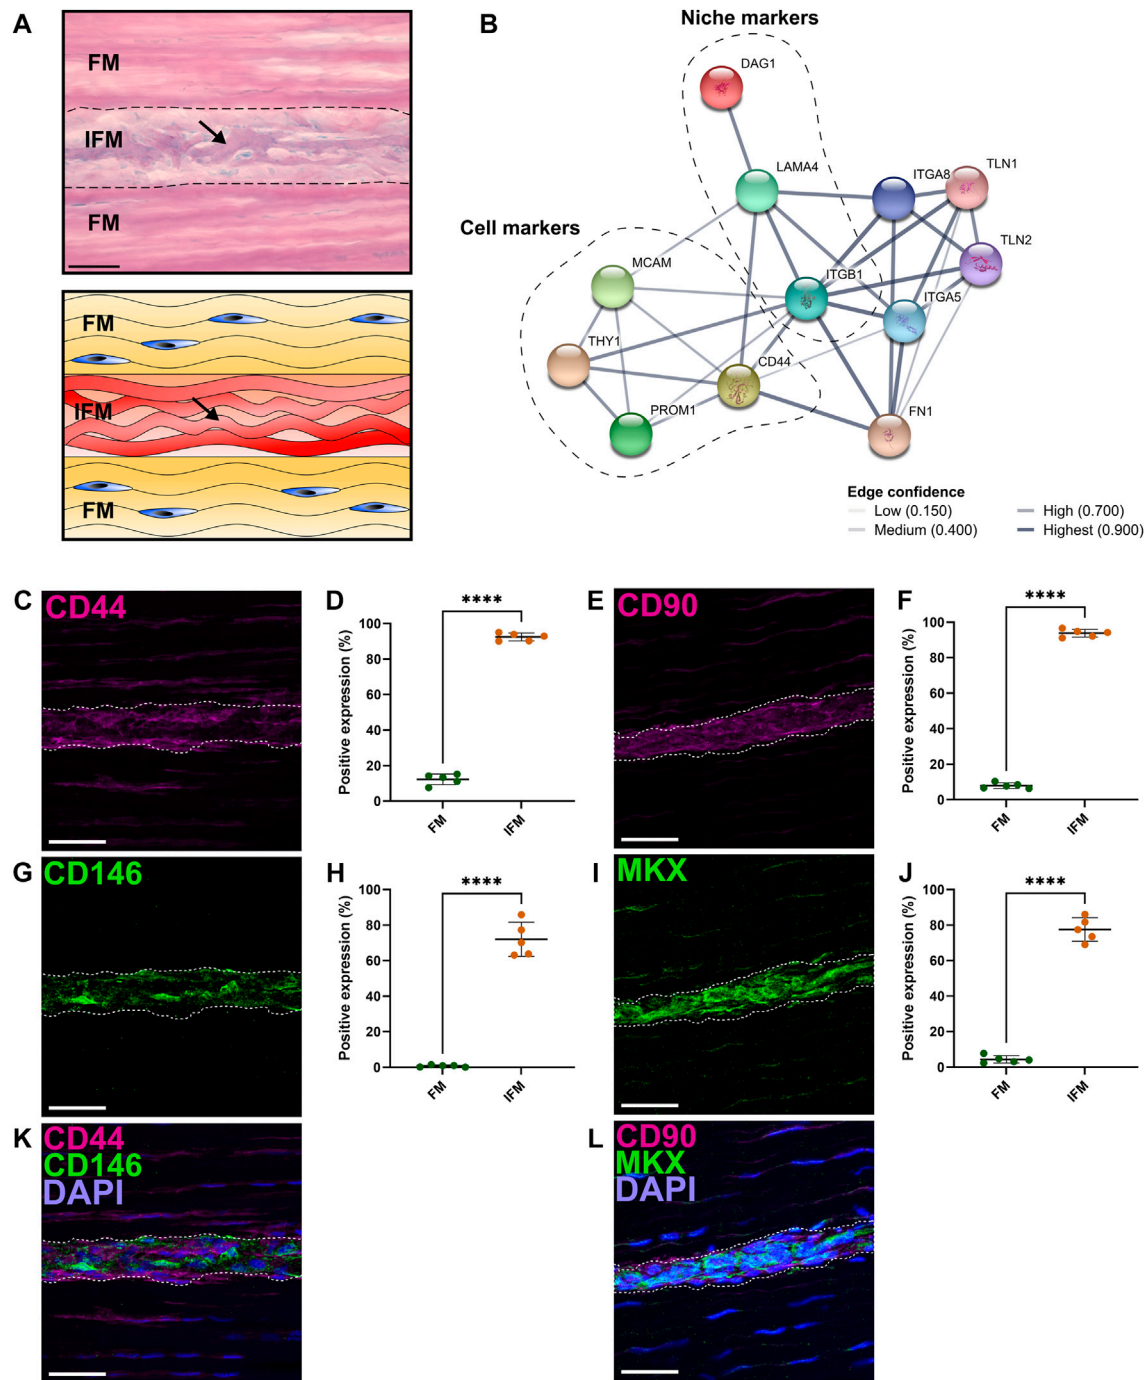 A
FM
IFM
FM
FM
IFM
FM
B
Niche markers
DAG1
LAMA4
ITGA8
TLN1
TLN2
Cell markers
MCAM
ITGB1
ITGA5
THY1
CD44
PROM1
FN1
Edge confidence
Low (0.150)
High (0.700)
Medium (0.400)
Highest (0.900)
C
CD44
D
****
Positive expression (%)
100
80
60
40
20
0
FM
IFM
E
CD90
F
****
Positive expression (%)
100
80
60
40
20
0
FM
IFM
G
CD146
H
****
Positive expression (%)
100
80
60
40
20
0
FM
IFM
I
MKX
J
****
Positive expression (%)
100
80
60
40
20
0
FM
IFM
K
CD44
CD146
DAPI
L
CD90
MKX
DAPI